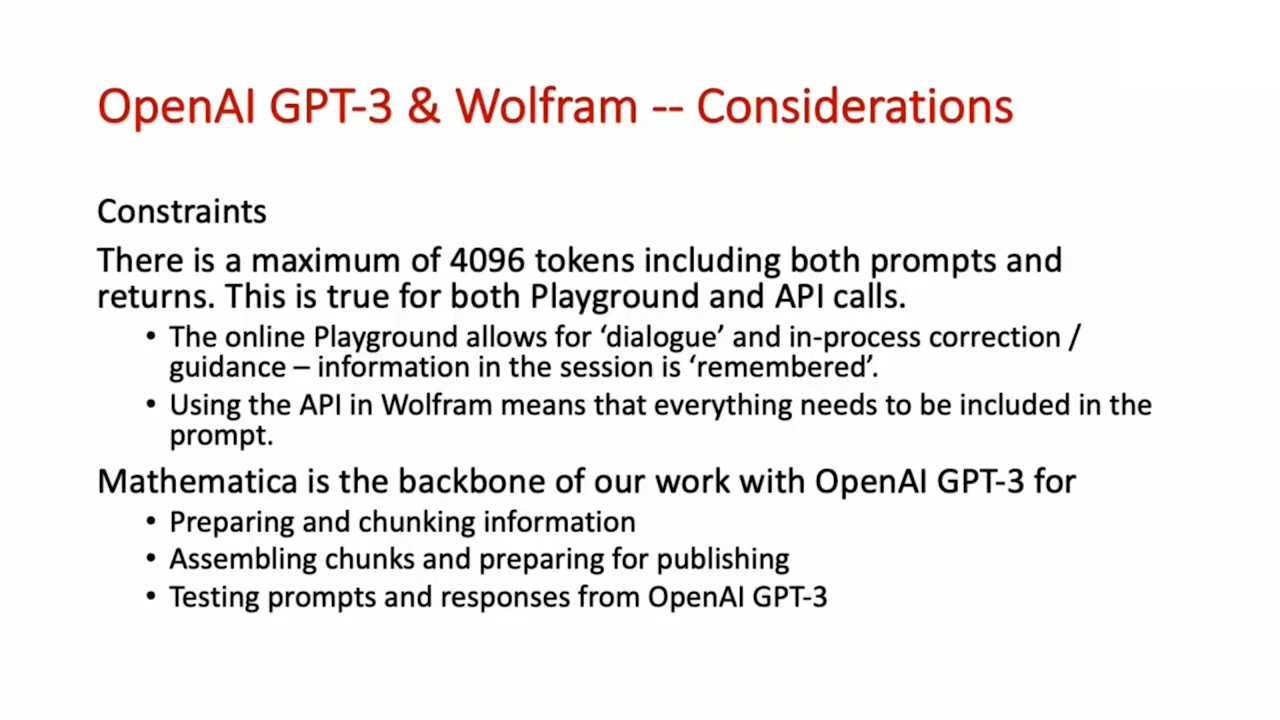 OpenAI GPT-3 & Wolfram -- Considerations
Constraints
There is a maximum of 4096 tokens including both prompts and
returns. This is true for both Playground and API calls.
• The online Playground allows for ‘dialogue’ and in-process correction /
guidance – information in the session is ‘remembered’.
• Using the API in Wolfram means that everything needs to be included in the
prompt.
Mathematica is the backbone of our work with OpenAI GPT-3 for
• Preparing and chunking information
• Assembling chunks and preparing for publishing
• Testing prompts and responses from OpenAI GPT-3